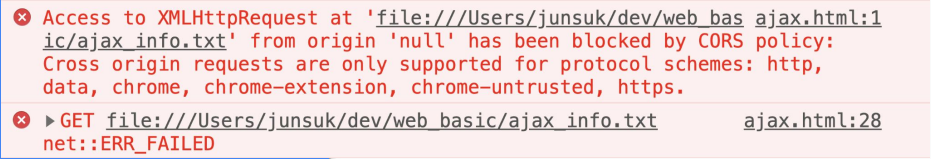 Access to XMLHttpRequest at 'file:///Users/junsuk/dev/web_bas ajax.html:1
ic/ajax_info.txt' from origin 'null' has been blocked by CORS policy:
Cross origin requests are only supported for protocol schemes: http,
data, chrome, chrome-extension, chrome-untrusted, https.
GET file:///Users/junsuk/dev/web_basic/ajax_info.txt ajax.html:28
net::ERR_FAILED